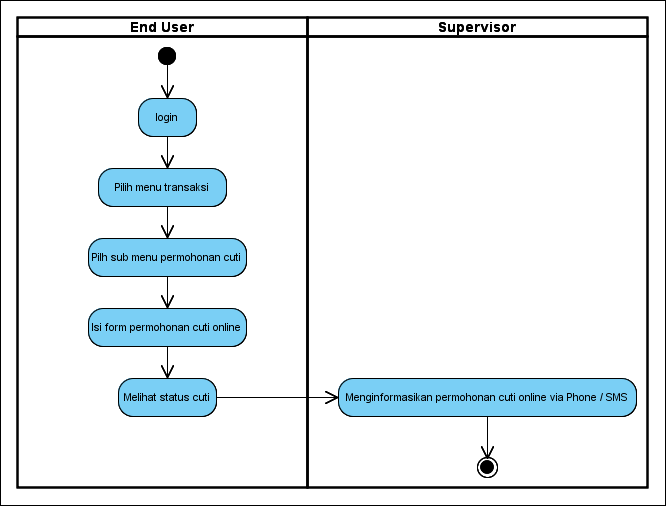 End User
Supervisor
login
Pilih menu transaksi
Pilh sub menu permohonan cuti
Isi form permohonan cuti online
Melihat status cuti
Menginformasikan permohonan cuti online via Phone / SMS